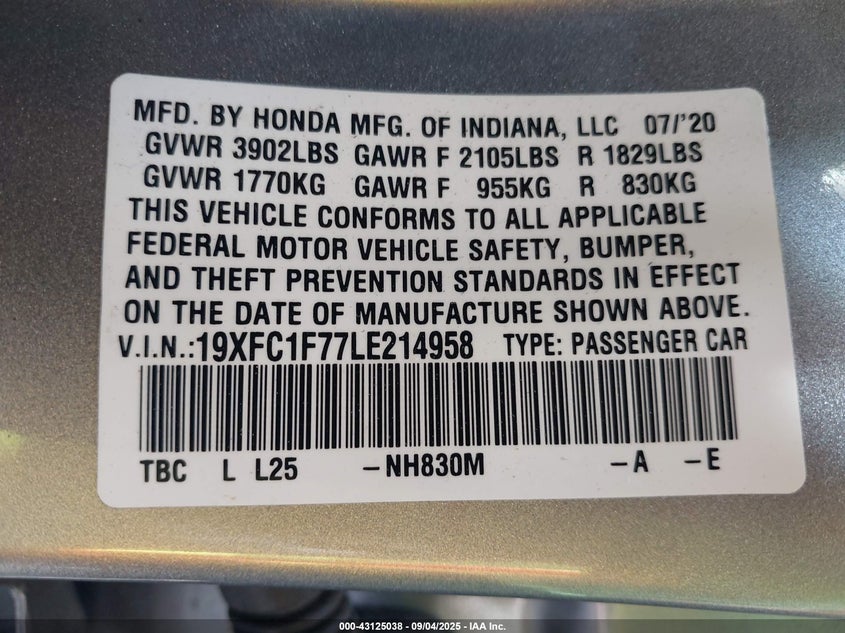 MFD. BY HONDA MFG. OF INDIANA, LLC 07/'20
GVWR 3902LBS GAWR F 2105LBS R 1829LBS
GVWR 1770KG GAWR F 955KG R 830KG
THIS VEHICLE CONFORMS TO ALL APPLICABLE
FEDERAL MOTOR VEHICLE SAFETY, BUMPER,
AND THEFT PREVENTION STANDARDS IN EFFECT
ON THE DATE OF MANUFACTURE SHOWN ABOVE.
V.I.N.:19XFC1F77LE214958 TYPE: PASSENGER CAR
TBC L L25 -NH830M -A -E
000-43125038 - 09/04/2025 - IAA Inc.